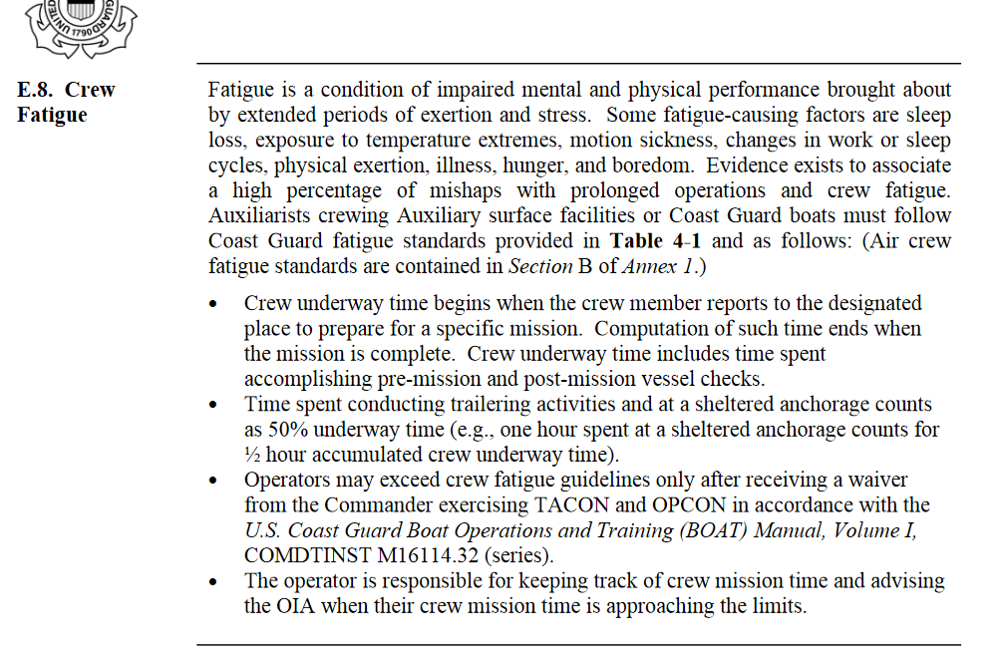 GUARD
UNITED
1790
E.8. Crew
Fatigue
Fatigue is a condition of impaired mental and physical performance brought about
by extended periods of exertion and stress. Some fatigue-causing factors are sleep
loss, exposure to temperature extremes, motion sickness, changes in work or sleep
cycles, physical exertion, illness, hunger, and boredom. Evidence exists to associate
a high percentage of mishaps with prolonged operations and crew fatigue.
Auxiliarists crewing Auxiliary surface facilities or Coast Guard boats must follow
Coast Guard fatigue standards provided in Table 4-1 and as follows: (Air crew
fatigue standards are contained in Section B of Annex 1.)
• Crew underway time begins when the crew member reports to the designated
place to prepare for a specific mission. Computation of such time ends when
the mission is complete. Crew underway time includes time spent
accomplishing pre-mission and post-mission vessel checks.
• Time spent conducting trailering activities and at a sheltered anchorage counts
as 50% underway time (e.g., one hour spent at a sheltered anchorage counts for
½ hour accumulated crew underway time).
• Operators may exceed crew fatigue guidelines only after receiving a waiver
from the Commander exercising TACON and OPCON in accordance with the
U.S. Coast Guard Boat Operations and Training (BOAT) Manual, Volume I,
COMDTINST M16114.32 (series).
• The operator is responsible for keeping track of crew mission time and advising
the OIA when their crew mission time is approaching the limits.